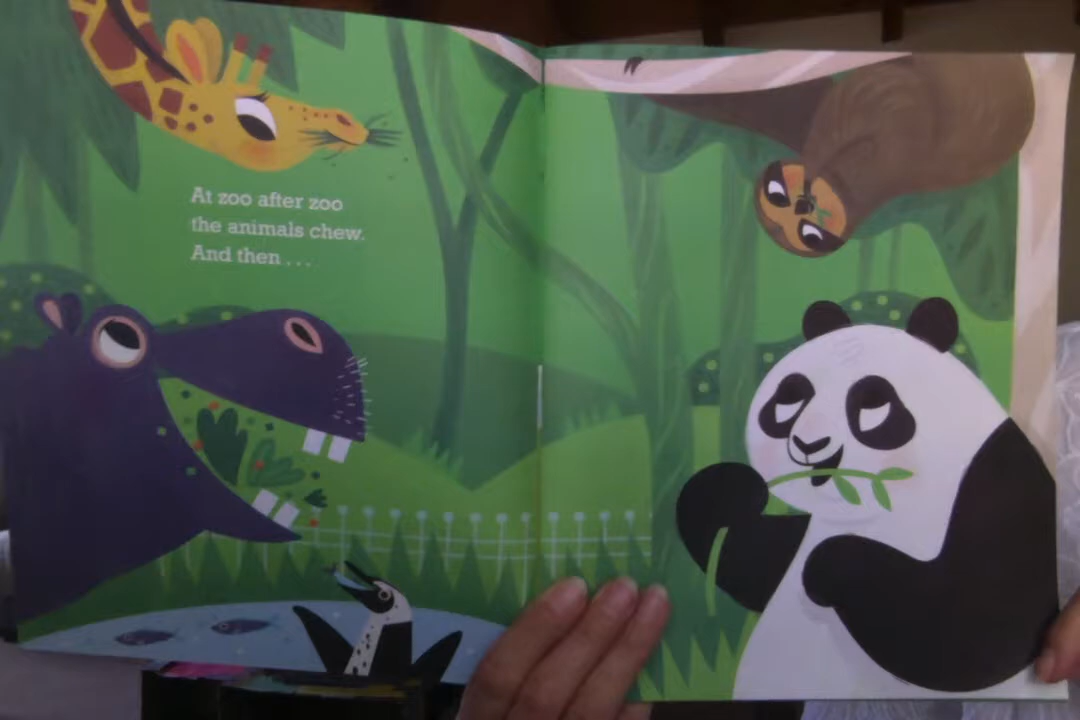 At zoo after zoo
the animals chew.
And then . . .